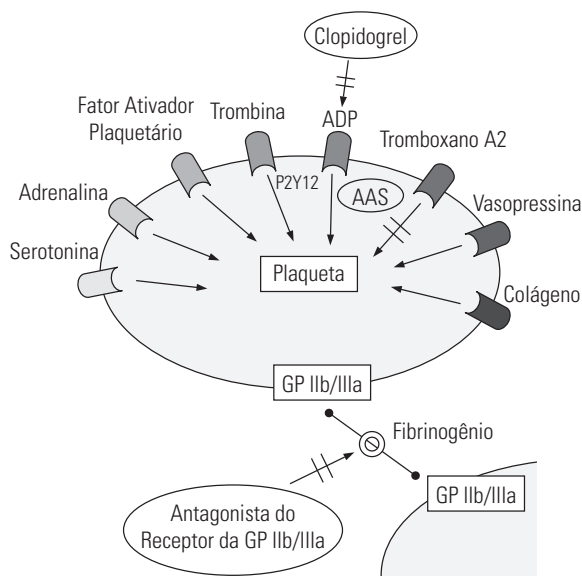 Clopidogrel
Fator Ativador
Plaquetário
Trombina
ADP
Tromboxano A2
P2Y12
AAS
Adrenalina
Vasopressina
Serotonina
Plaqueta
Colágeno
GP IIb/IIIa
Fibrinogênio
GP IIb/IIIa
Antagonista do
Receptor da GP IIb/IIIa